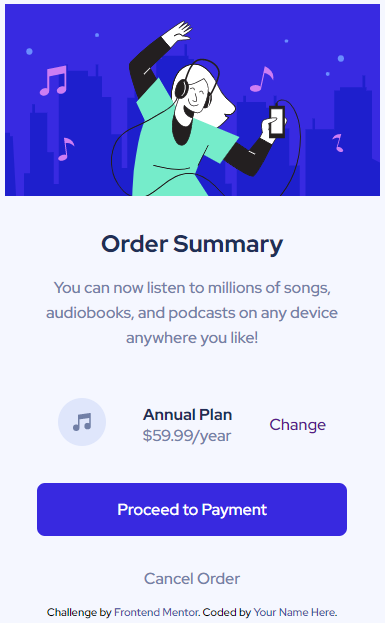 Order Summary
You can now listen to millions of songs,
audiobooks, and podcasts on any device
anywhere you like!
Annual Plan
$59.99/year
Change
Proceed to Payment
Cancel Order
Challenge by Frontend Mentor. Coded by Your Name Here.